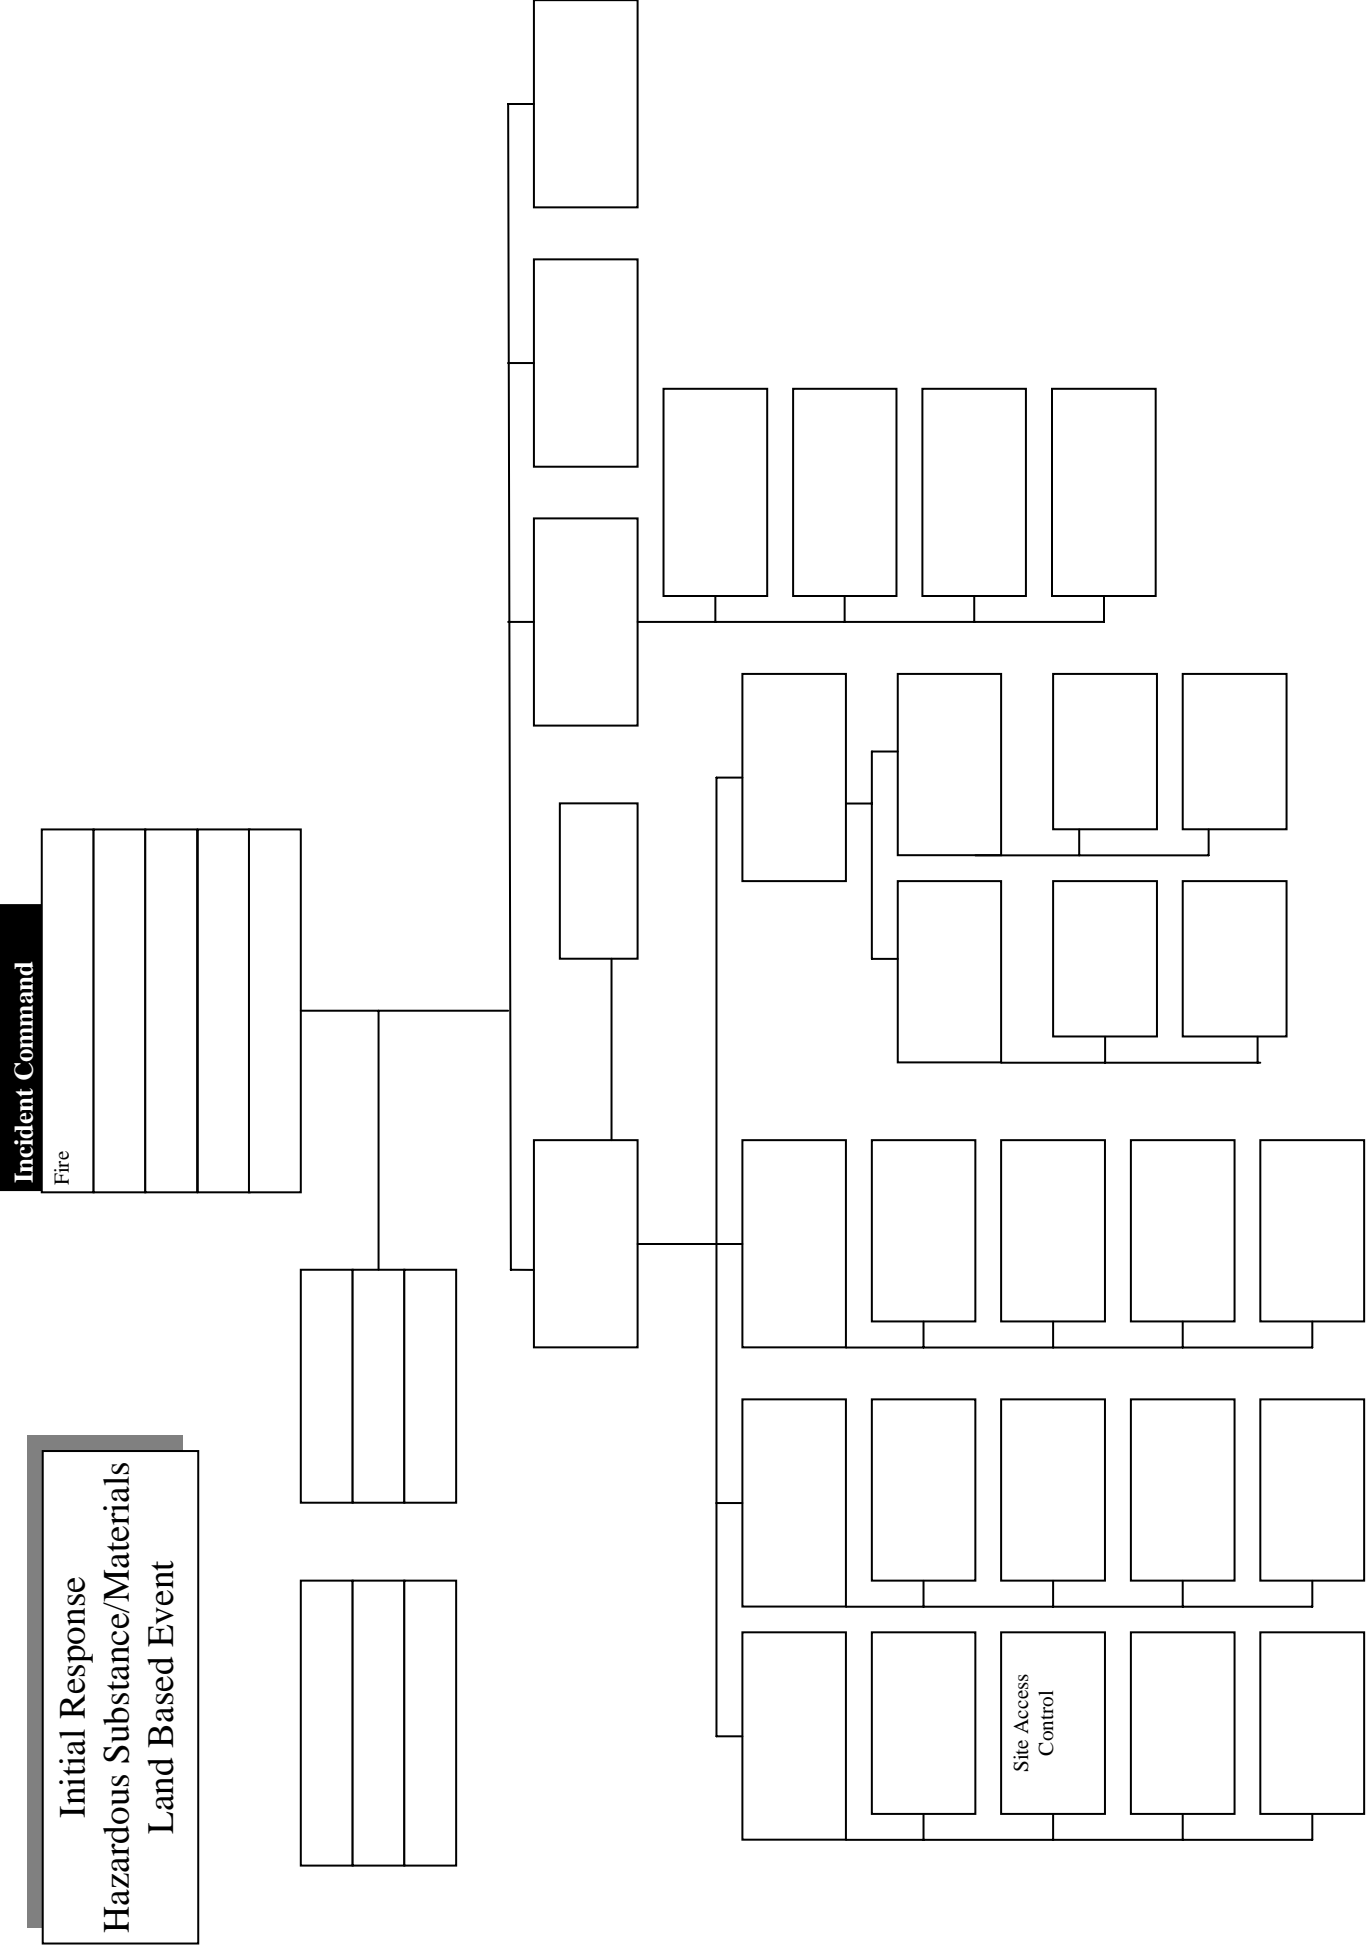 Initial Response
Hazardous Substance/Materials
Land Based Event
Incident Command
Fire
Site Access
Control